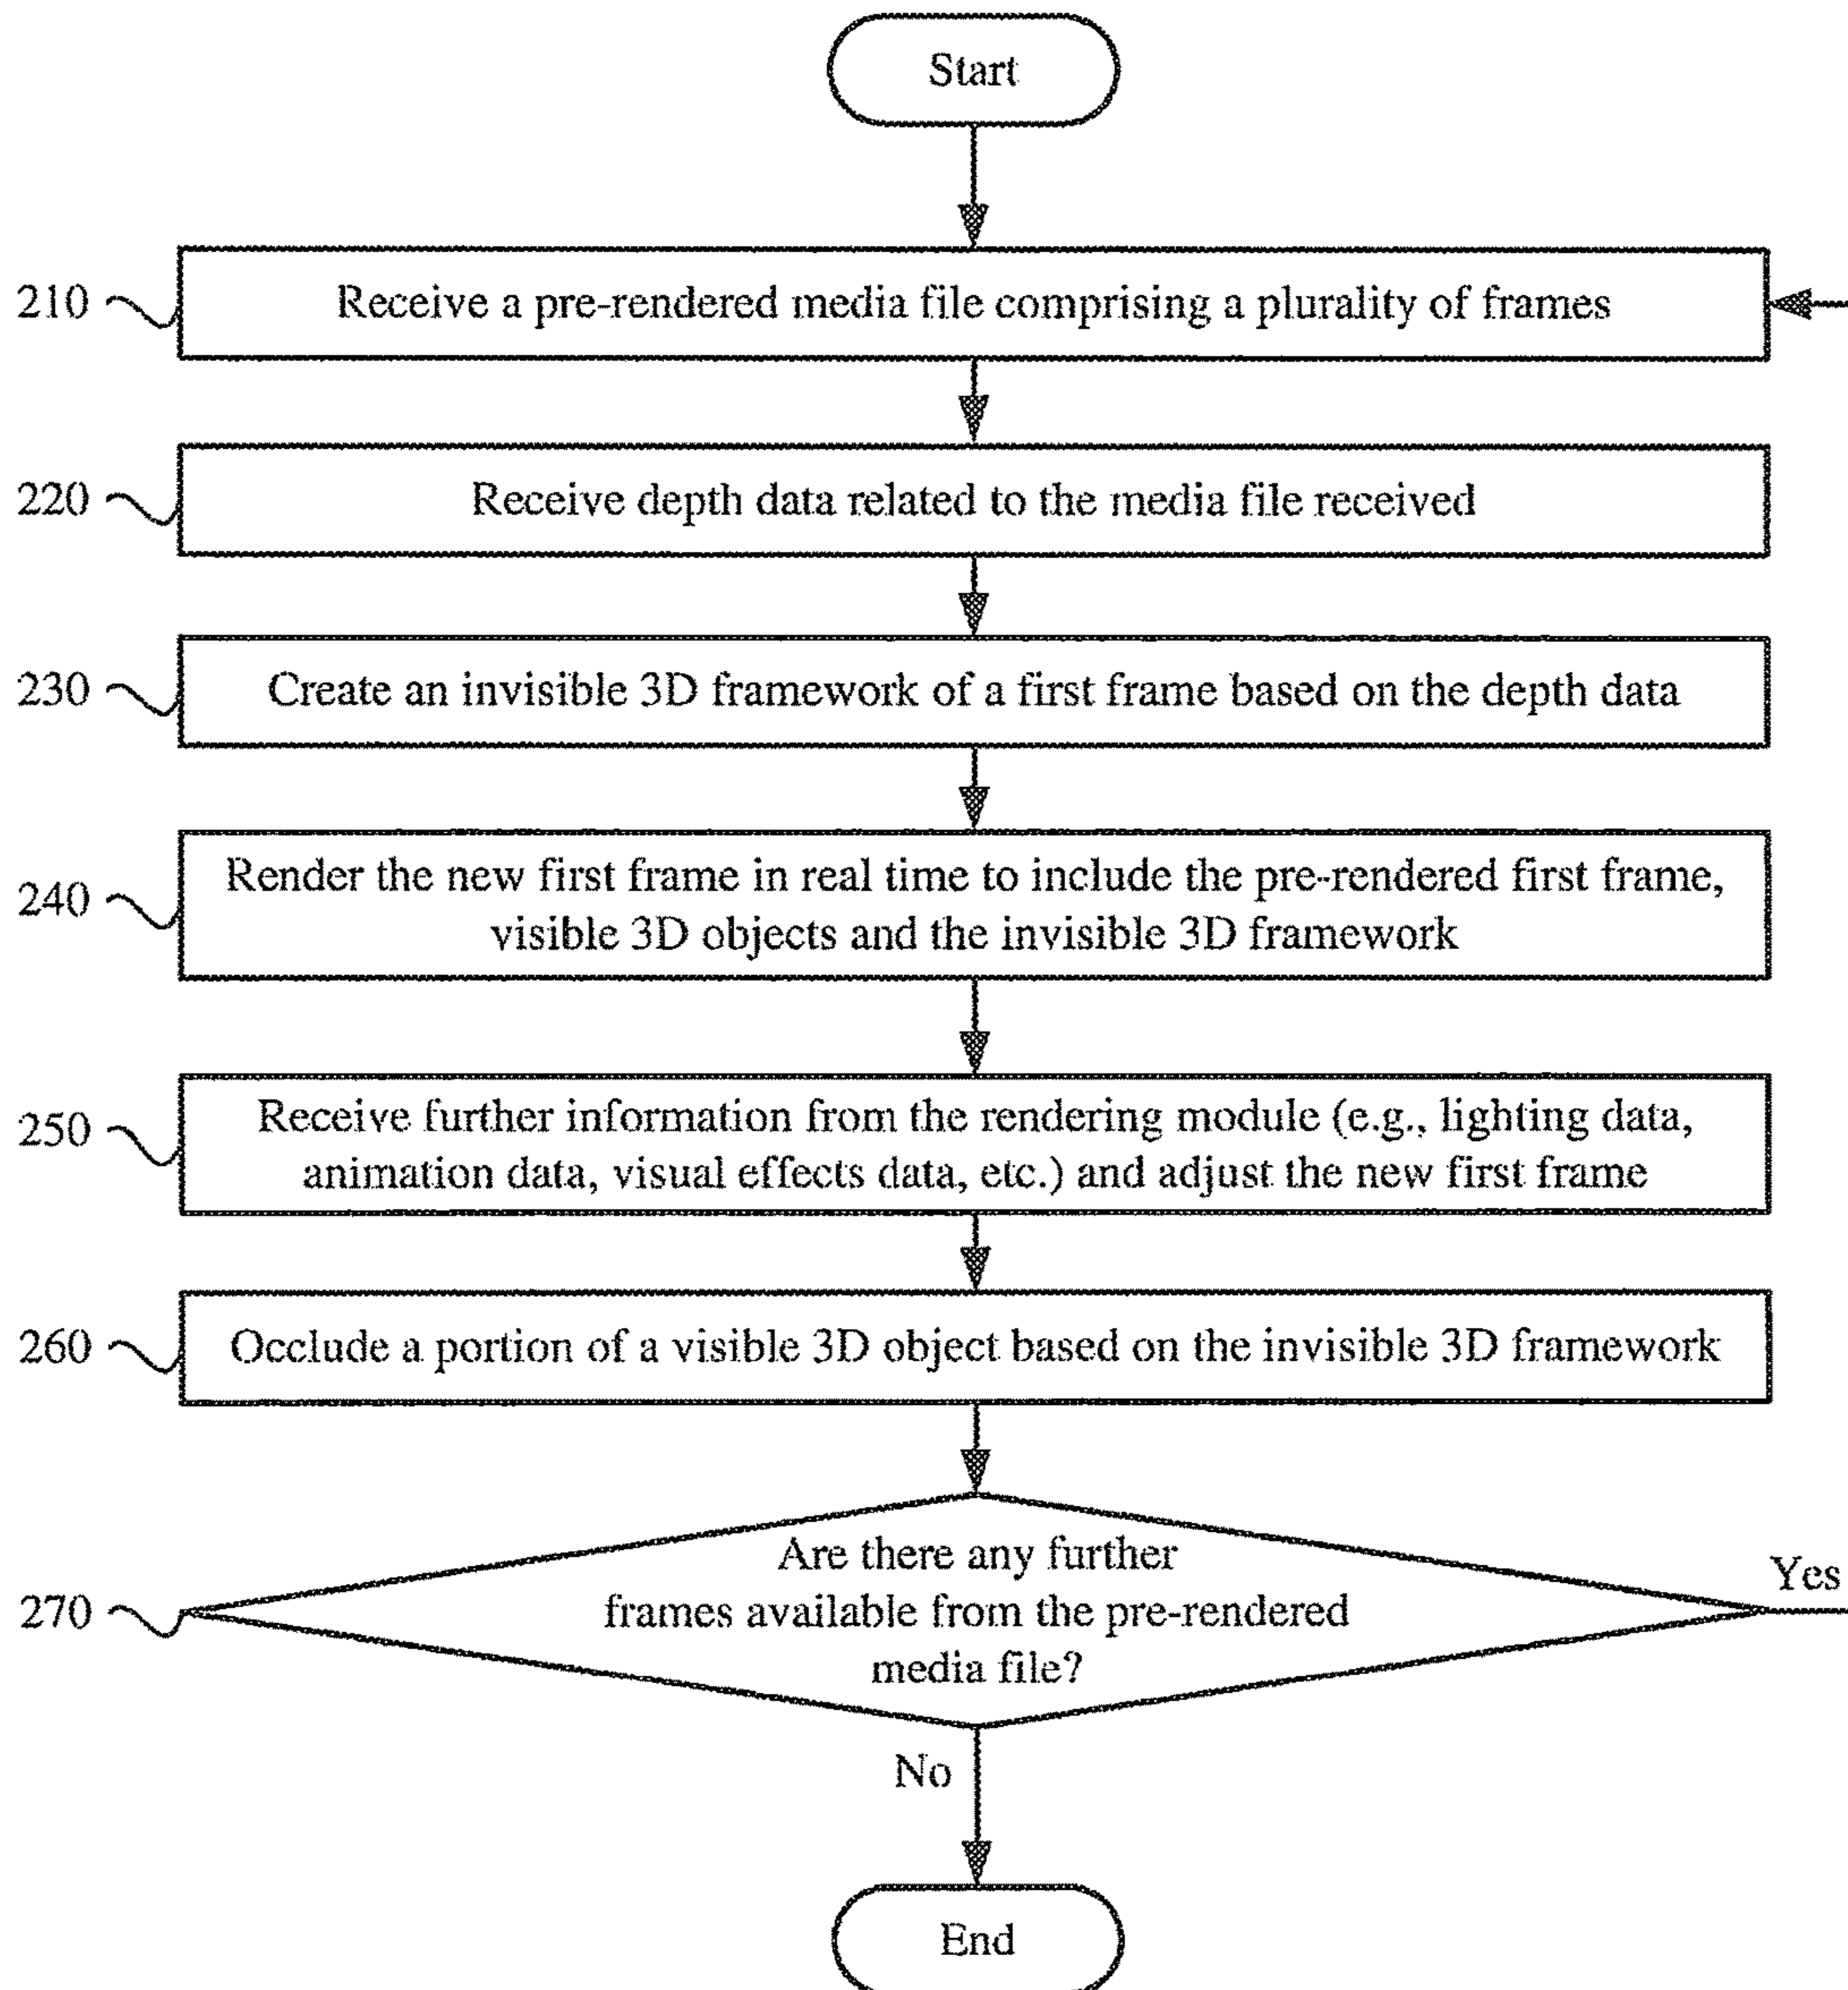 Start
210
Receive a pre-rendered media file comprising a plurality of frames
220
Receive depth data related to the media file received
230
Create an invisible 3D framework of a first frame based on the depth data
240
Render the new first frame in real time to include the pre-rendered first frame,
visible 3D objects and the invisible 3D framework
250
Receive further information from the rendering module (e.g., lighting data,
animation data, visual effects data, etc.) and adjust the new first frame
260
Occlude a portion of a visible 3D object based on the invisible 3D framework
270
Are there any further
frames available from the pre-rendered
media file?
Yes
No
End